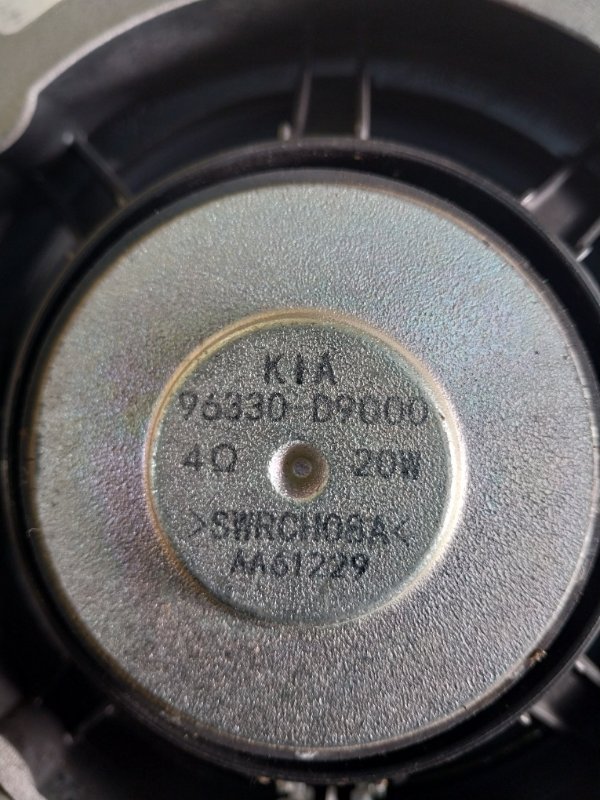 KIA
96330-D9000
4Ω 20W
>SWRCH08A<
AA61229